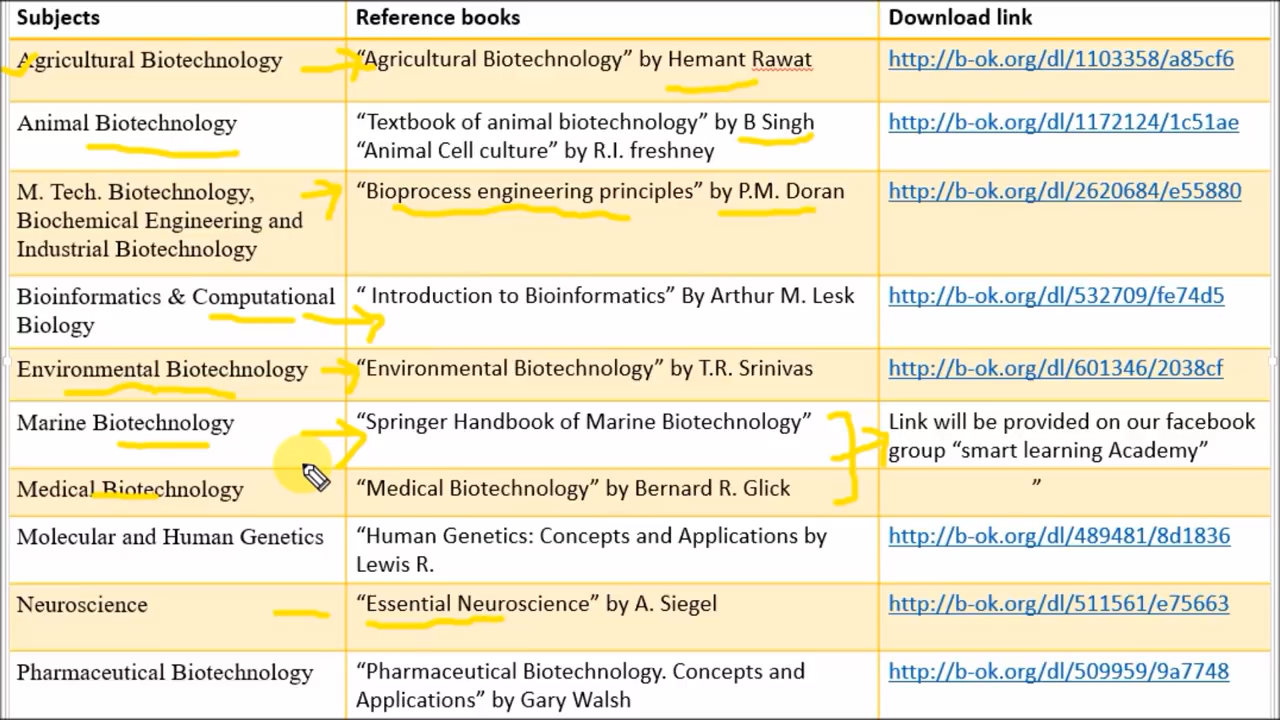 Subjects
Reference books
Download link
Agricultural Biotechnology
“Agricultural Biotechnology” by Hemant Rawat
http://b-ok.org/dl/1103358/a85cf6
Animal Biotechnology
“Textbook of animal biotechnology” by B Singh
“Animal Cell culture” by R.I. freshney
http://b-ok.org/dl/1172124/1c51ae
M. Tech. Biotechnology,
Biochemical Engineering and
Industrial Biotechnology
“Bioprocess engineering principles” by P.M. Doran
http://b-ok.org/dl/2620684/e55880
Bioinformatics & Computational
Biology
“ Introduction to Bioinformatics” By Arthur M. Lesk
http://b-ok.org/dl/532709/fe74d5
Environmental Biotechnology
“Environmental Biotechnology” by T.R. Srinivas
http://b-ok.org/dl/601346/2038cf
Marine Biotechnology
“Springer Handbook of Marine Biotechnology”
Link will be provided on our facebook
group “smart learning Academy”
Medical Biotechnology
“Medical Biotechnology” by Bernard R. Glick
”
Molecular and Human Genetics
“Human Genetics: Concepts and Applications by
Lewis R.
http://b-ok.org/dl/489481/8d1836
Neuroscience
“Essential Neuroscience” by A. Siegel
http://b-ok.org/dl/511561/e75663
Pharmaceutical Biotechnology
“Pharmaceutical Biotechnology. Concepts and
Applications” by Gary Walsh
http://b-ok.org/dl/509959/9a7748